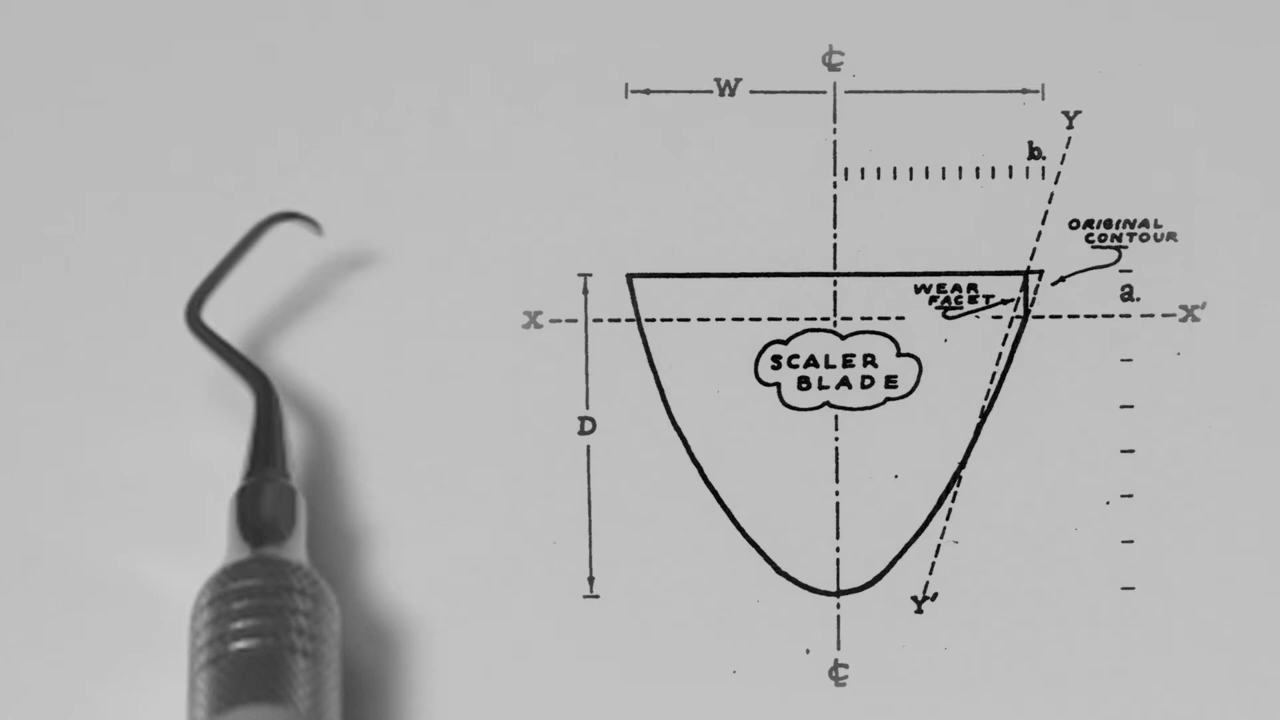 ℄
W
Y
b.
ORIGINAL
CONTOUR
WEAR
FACET
a.
X
X'
SCALER
BLADE
D
Y'
℄